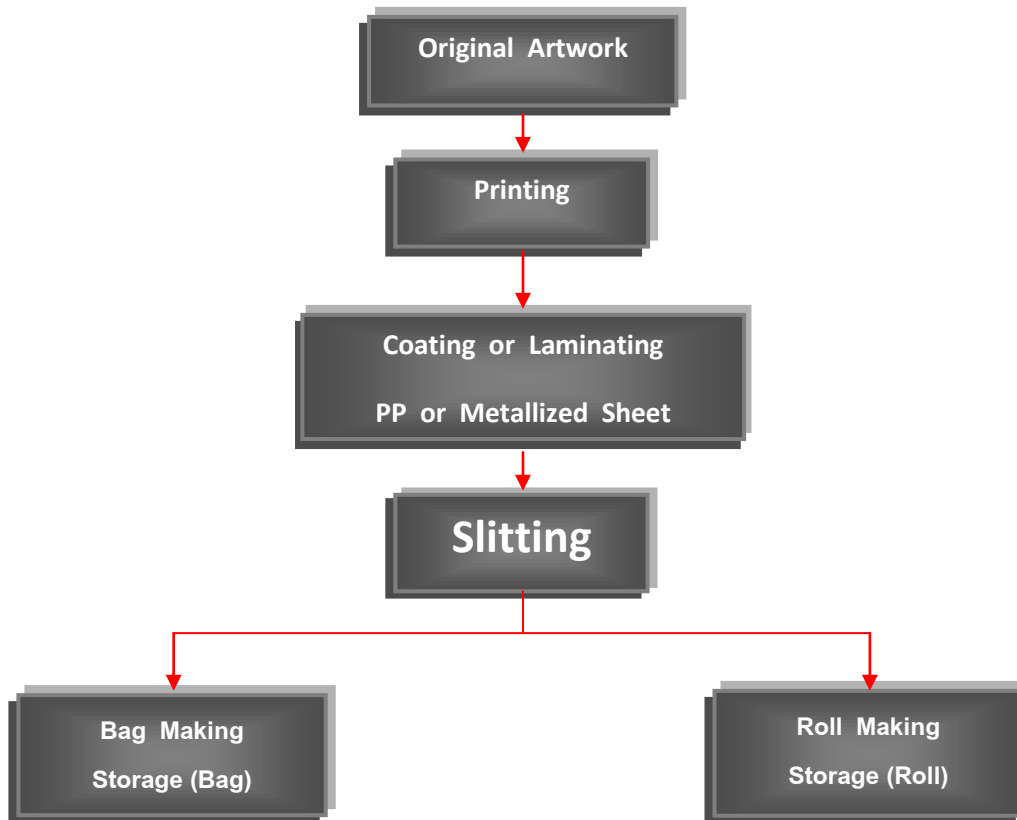 Original Artwork
Printing
Coating or Laminating
PP or Metallized Sheet
Slitting
Bag Making
Storage (Bag)
Roll Making
Storage (Roll)